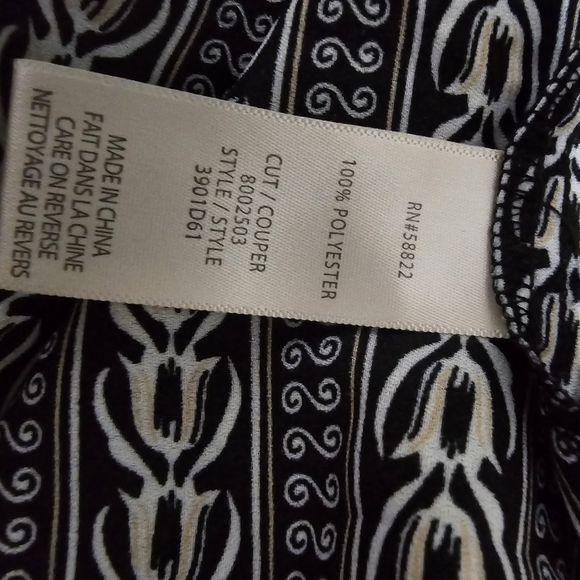 RN#58822
100% POLYESTER
CUT / COUPER
8002503
STYLE / STYLE
3901D61
MADE IN CHINA
FAIT DANS LA CHINE
CARE ON REVERSE
NETTOYAGE AU REVERS